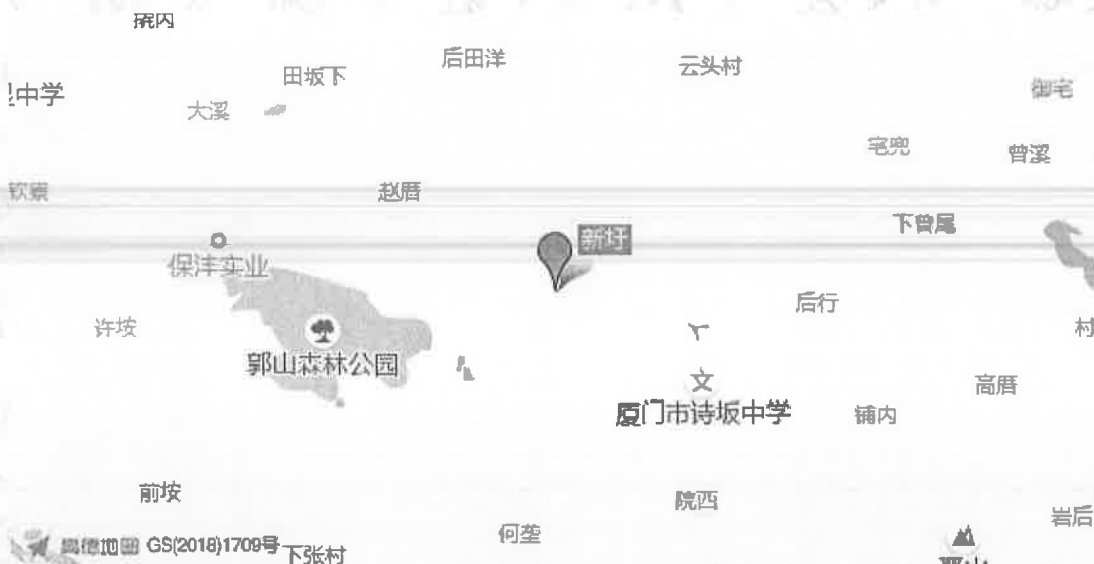 后田洋
云头村
田坂下
御宅
中学
大溪
宅兜
曾溪
赵厝
下曾尾
新圩
保沣实业
后行
许垵
村
郭山森林公园
文
高厝
厦门市诗坂中学
铺内
前垵
院西
岩后
何垄
高德地图 GS(2018)1709号
下张村